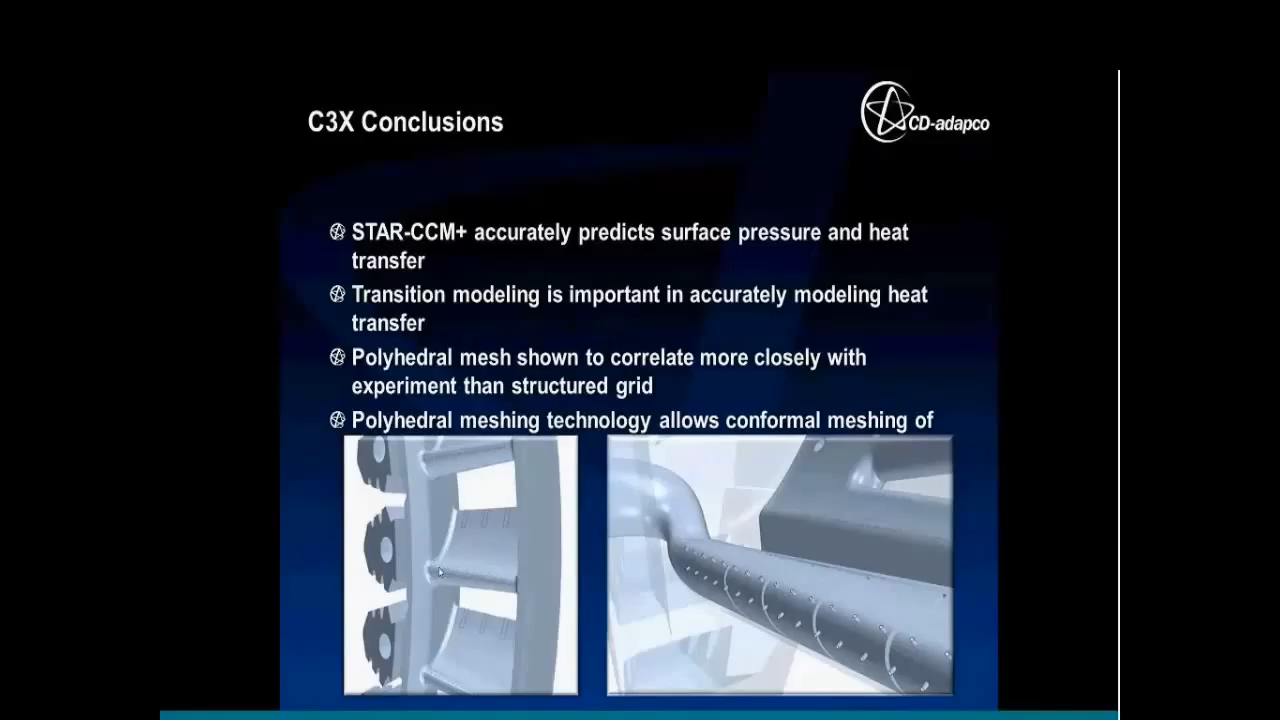 C3X Conclusions
CD-adapco
STAR-CCM+ accurately predicts surface pressure and heat
transfer
Transition modeling is important in accurately modeling heat
transfer
Polyhedral mesh shown to correlate more closely with
experiment than structured grid
Polyhedral meshing technology allows conformal meshing of